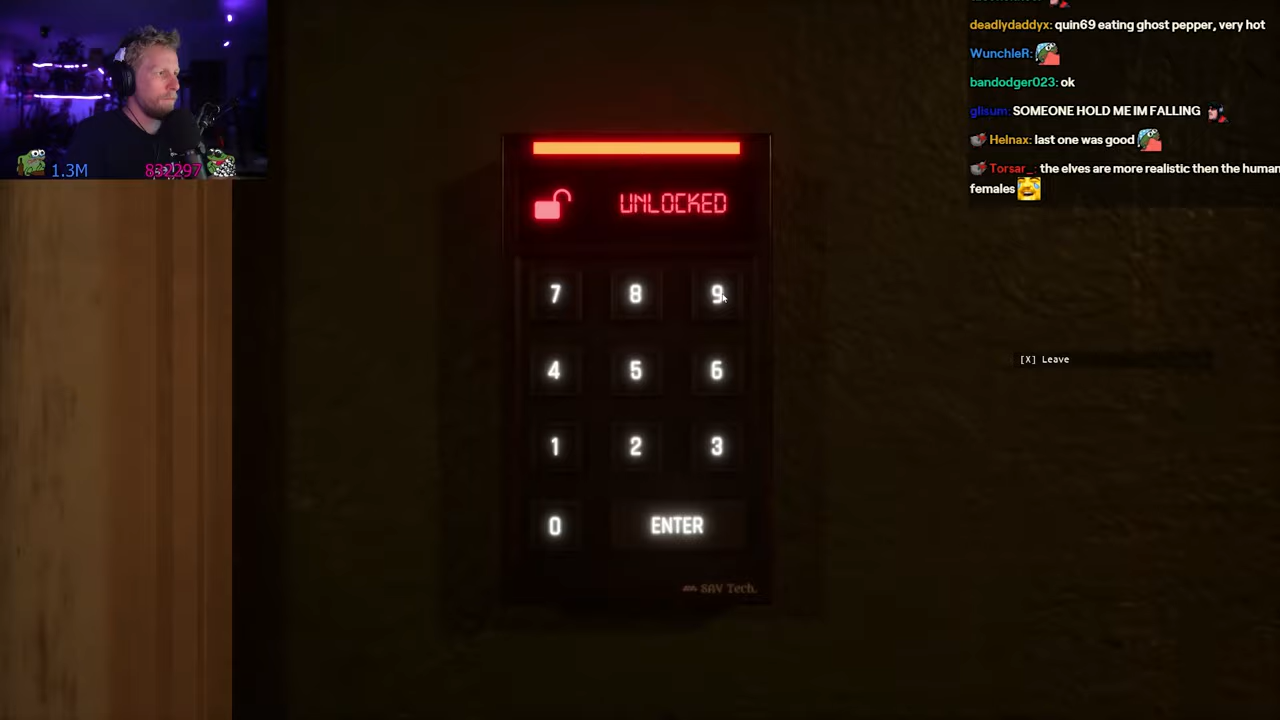 deadlydaddyx: quin69 eating ghost pepper, very hot
WunchleR:
bandodger023: ok
glisum: SOMEONE HOLD ME IM FALLING
Helnax: last one was good
Torsar_: the elves are more realistic then the human
females
1.3M
832297
UNLOCKED
7 8 9
4 5 6
[X] Leave
1 2 3
0 ENTER
SAV Tech.